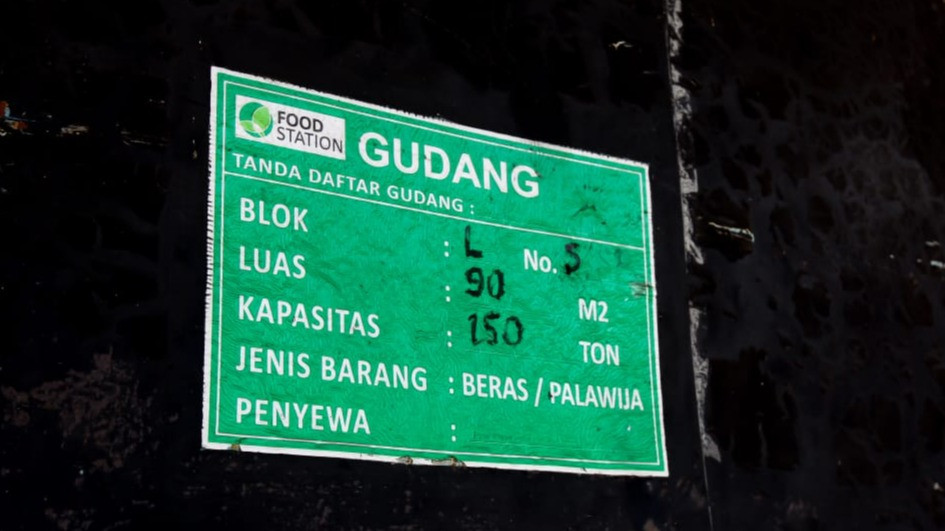 FOOD
STATION
GUDANG
TANDA DAFTAR GUDANG :
BLOK : L No. 5
LUAS : 90 M2
KAPASITAS : 150 TON
JENIS BARANG : BERAS / PALAWIJA
PENYEWA :